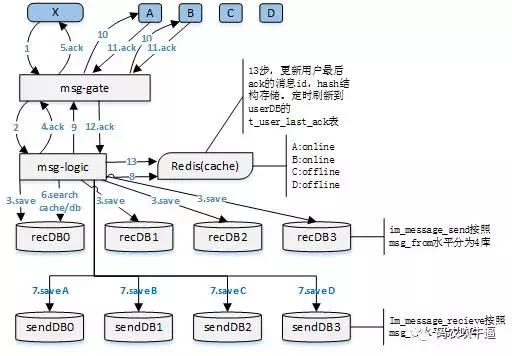 X
A
B
C
D
1
5.ack
10
10
11.ack
11.ack
msg-gate
2
4.ack
9
12.ack
13步，更新用户最后
ack的消息id，hash结
构存储。定时刷新到
userDB的
t_user_last_ack表
msg-logic
13
8
Redis(cache)
A:online
B:online
C:offline
D:offline
3.save
6.search
cache/db
3.save
3.save
3.save
recDB0
recDB1
recDB2
recDB3
im_message_send按照
msg_from水平分为4库
7.save A
7.save B
7.save C
7.save D
sendDB0
sendDB1
sendDB2
sendDB3
Im_message_recieve按照